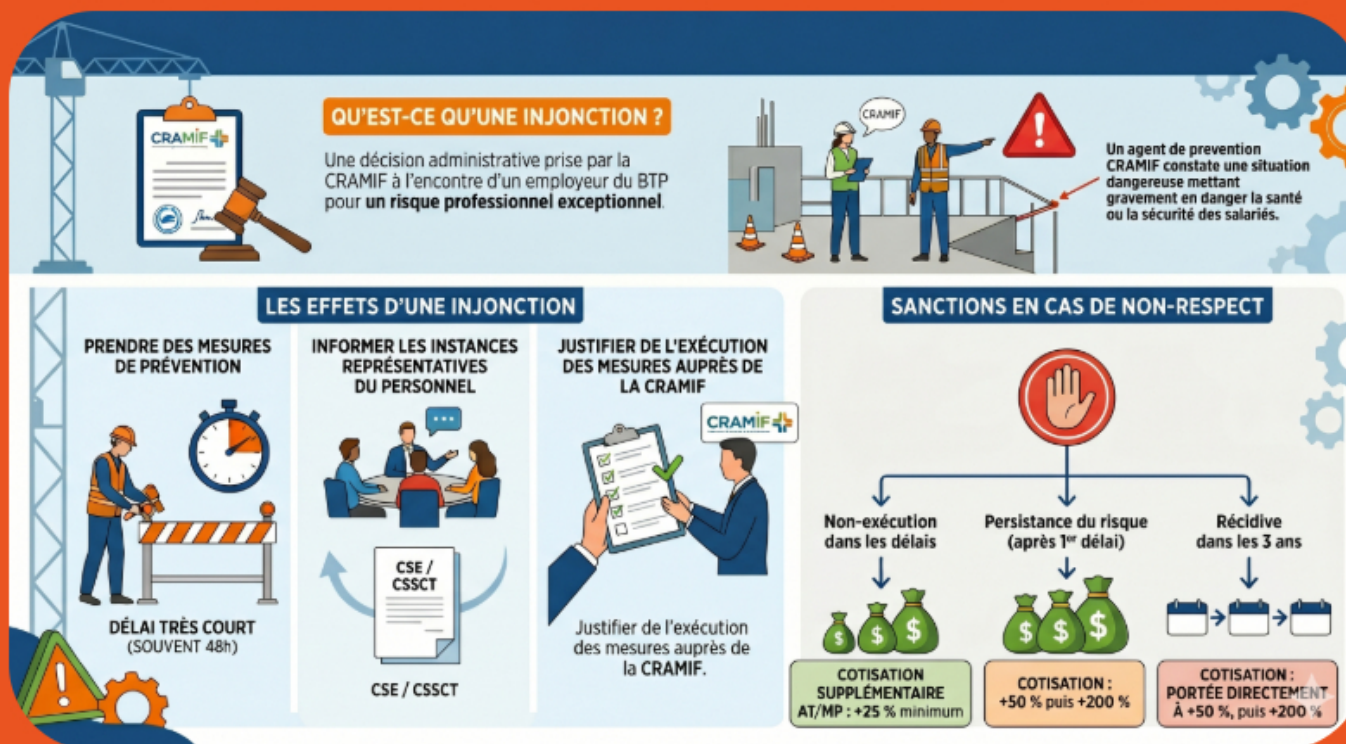 CRAMIF
QU'EST-CE QU'UNE INJONCTION ?
Une décision administrative prise par la
CRAMIF à l'encontre d'un employeur du BTP
pour un risque professionnel exceptionnel.
CRAMIF
Un agent de prevention
CRAMIF constate une situation
dangereuse mettant
gravement en danger la santé
ou la sécurité des salariés.
LES EFFETS D'UNE INJONCTION
PRENDRE DES MESURES
DE PRÉVENTION
DÉLAI TRÈS COURT
(SOUVENT 48h)
INFORMER LES INSTANCES
REPRÉSENTATIVES
DU PERSONNEL
CSE /
CSSCT
CSE / CSSCT
JUSTIFIER DE L'EXÉCUTION
DES MESURES AUPRÈS DE
LA CRAMIF
CRAMIF
Justifier de l'exécution
des mesures auprès de
la CRAMIF.
SANCTIONS EN CAS DE NON-RESPECT
Non-exécution
dans les délais
$ $ $
COTISATION
SUPPLÉMENTAIRE
AT/MP : +25 % minimum
Persistance du risque
(après 1er délai)
$ $ $
COTISATION :
+50 % puis +200 %
Récidive
dans les 3 ans
COTISATION :
PORTÉE DIRECTEMENT
À +50 %, puis +200 %